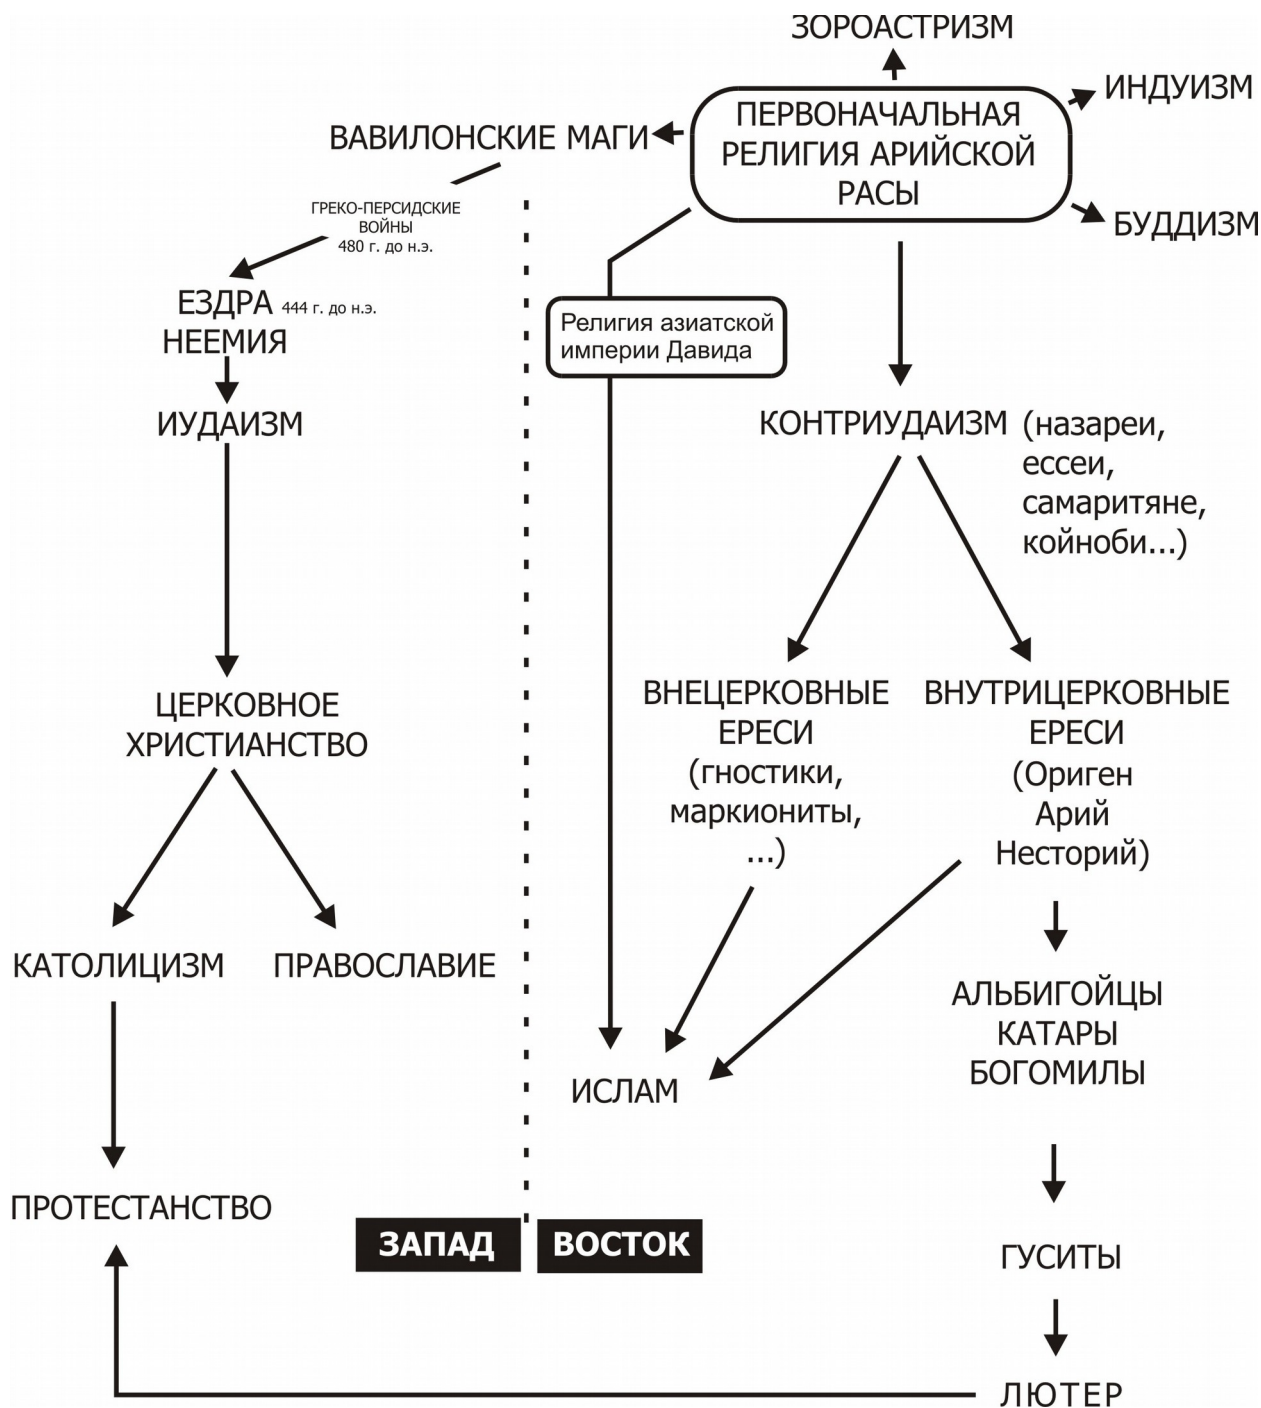 ЗОРОАСТРИЗМ
ИНДУИЗМ
ПЕРВОНАЧАЛЬНАЯ
РЕЛИГИЯ АРИЙСКОЙ
РАСЫ
ВАВИЛОНСКИЕ МАГИ
БУДДИЗМ
ГРЕКО-ПЕРСИДСКИЕ
ВОЙНЫ
480 г. до н.э.
ЕЗДРА 444 г. до н.э.
НЕЕМИЯ
Религия азиатской
империи Давида
ИУДАИЗМ
КОНТРИУДАИЗМ (назареи,
ессеи,
самаритяне,
койноби...)
ЦЕРКОВНОЕ
ХРИСТИАНСТВО
ВНЕЦЕРКОВНЫЕ
ЕРЕСИ
(гностики,
маркиониты,
...)
ВНУТРИЦЕРКОВНЫЕ
ЕРЕСИ
(Ориген
Арий
Несторий)
КАТОЛИЦИЗМ
ПРАВОСЛАВИЕ
АЛЬБИГОЙЦЫ
КАТАРЫ
БОГОМИЛЫ
ИСЛАМ
ПРОТЕСТАНСТВО
ЗАПАД
ВОСТОК
ГУСИТЫ
ЛЮТЕР